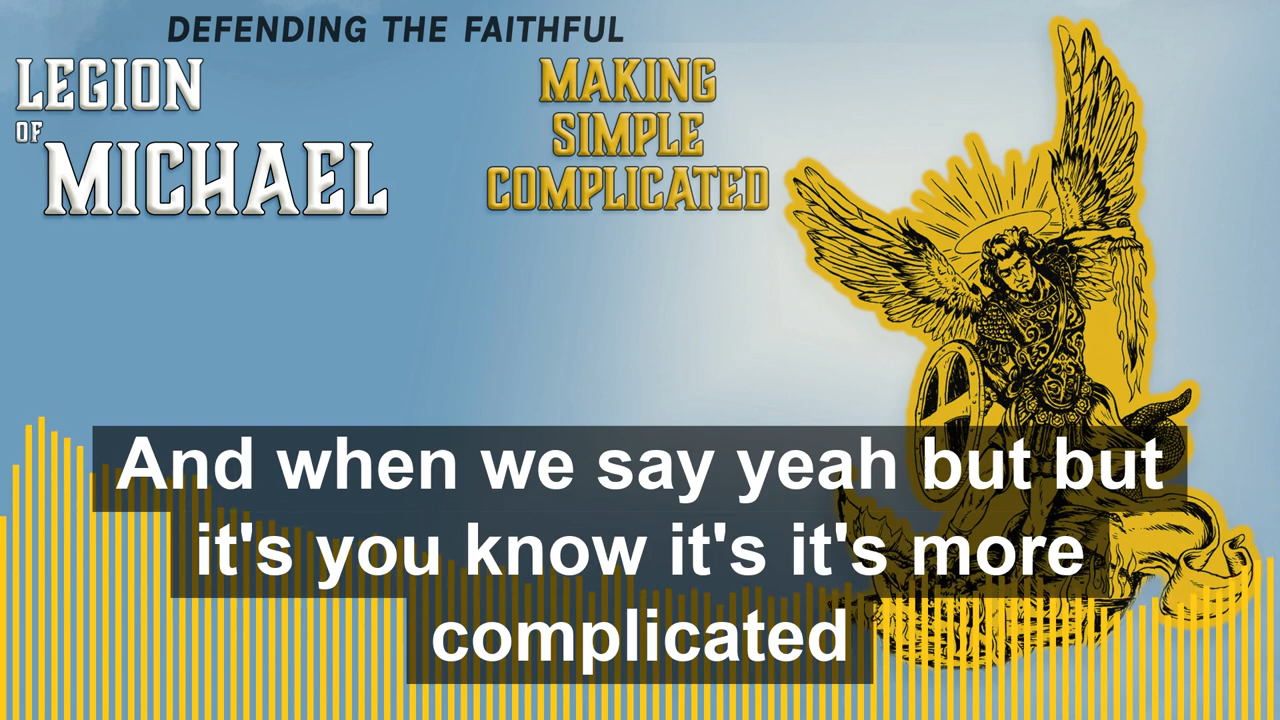 DEFENDING THE FAITHFUL
LEGION
OF
MICHAEL
MAKING
SIMPLE
COMPLICATED
And when we say yeah but but
it's you know it's it's more
complicated